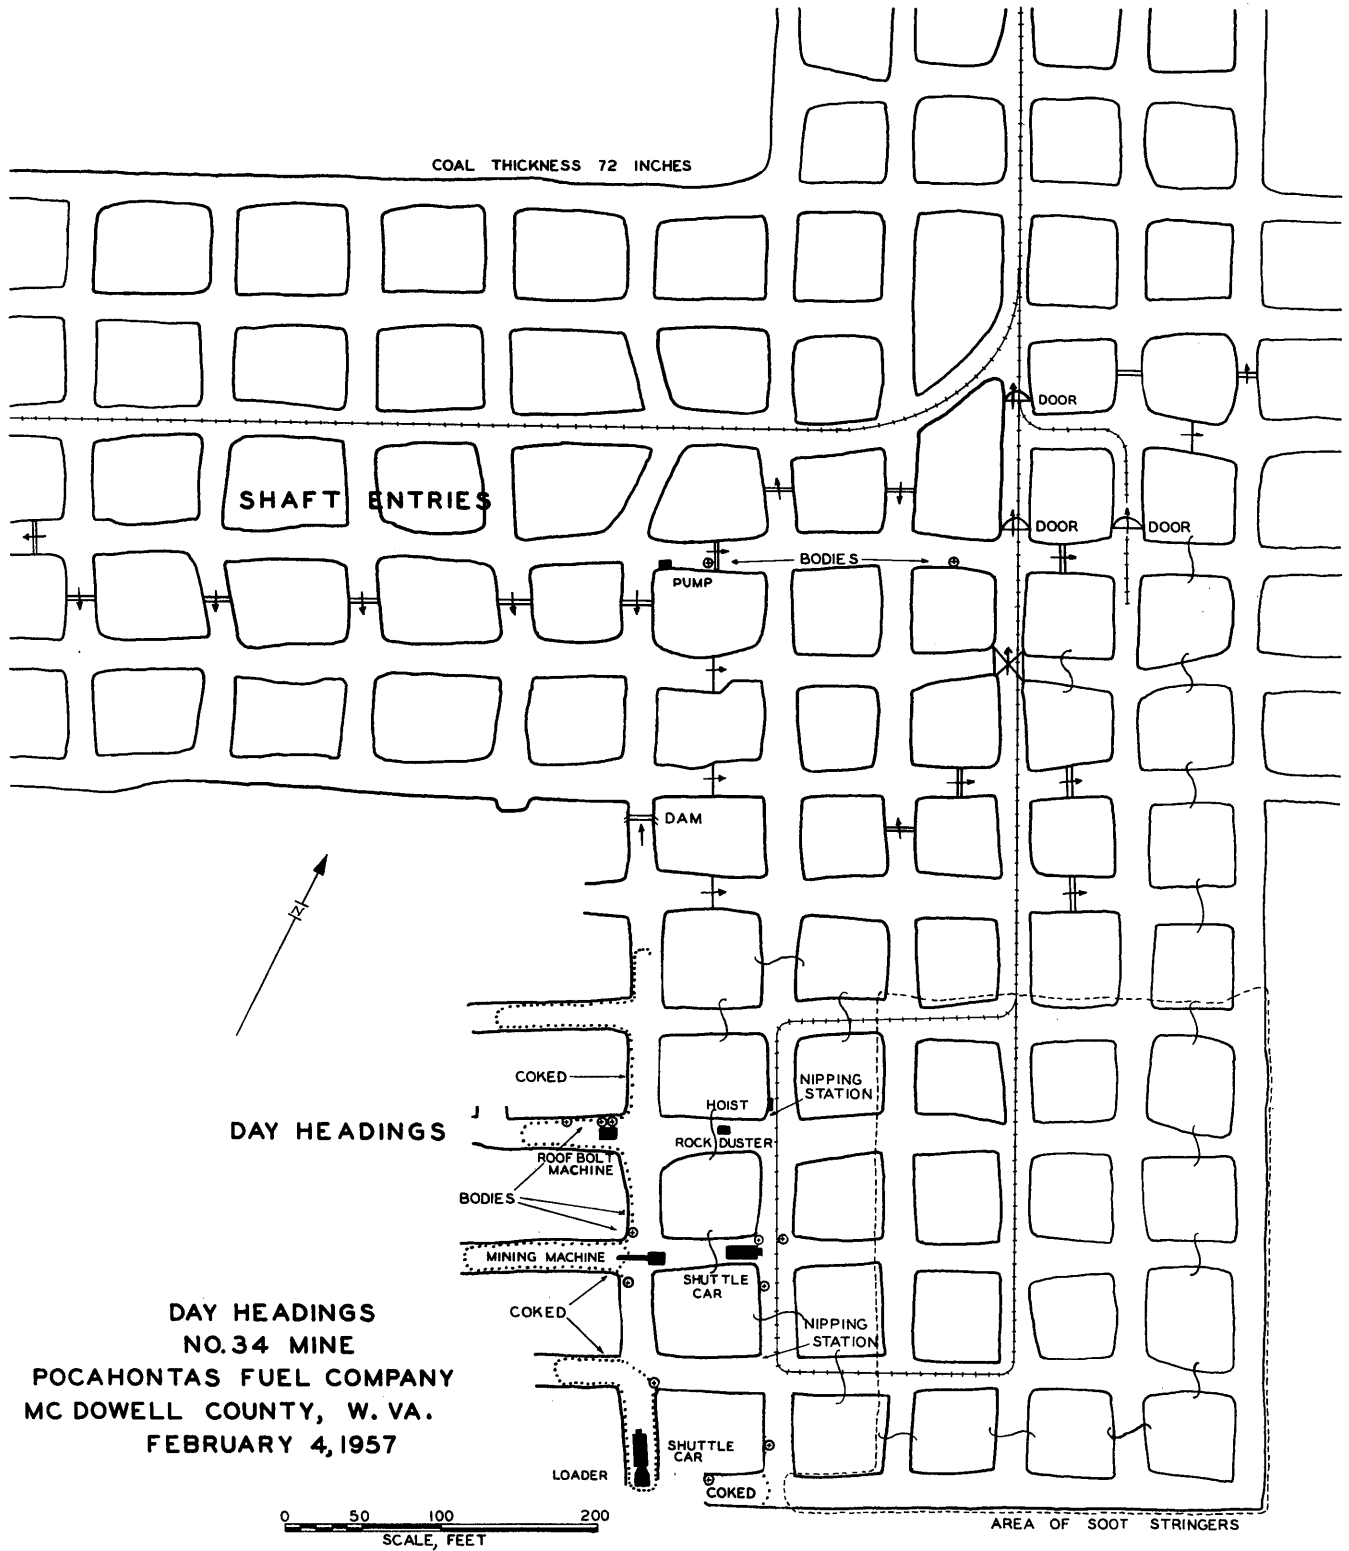 COAL THICKNESS 72 INCHES
DOOR
SHAFT ENTRIES
DOOR
DOOR
BODIES
PUMP
DAM
N
COKED
NIPPING
STATION
HOIST
DAY HEADINGS
ROCK DUSTER
ROOF BOLT
MACHINE
BODIES
MINING MACHINE
SHUTTLE
CAR
COKED
NIPPING
STATION
DAY HEADINGS
NO. 34 MINE
POCAHONTAS FUEL COMPANY
MC DOWELL COUNTY, W. VA.
FEBRUARY 4, 1957
SHUTTLE
CAR
LOADER
COKED
0 50 100 200
SCALE, FEET
AREA OF SOOT STRINGERS